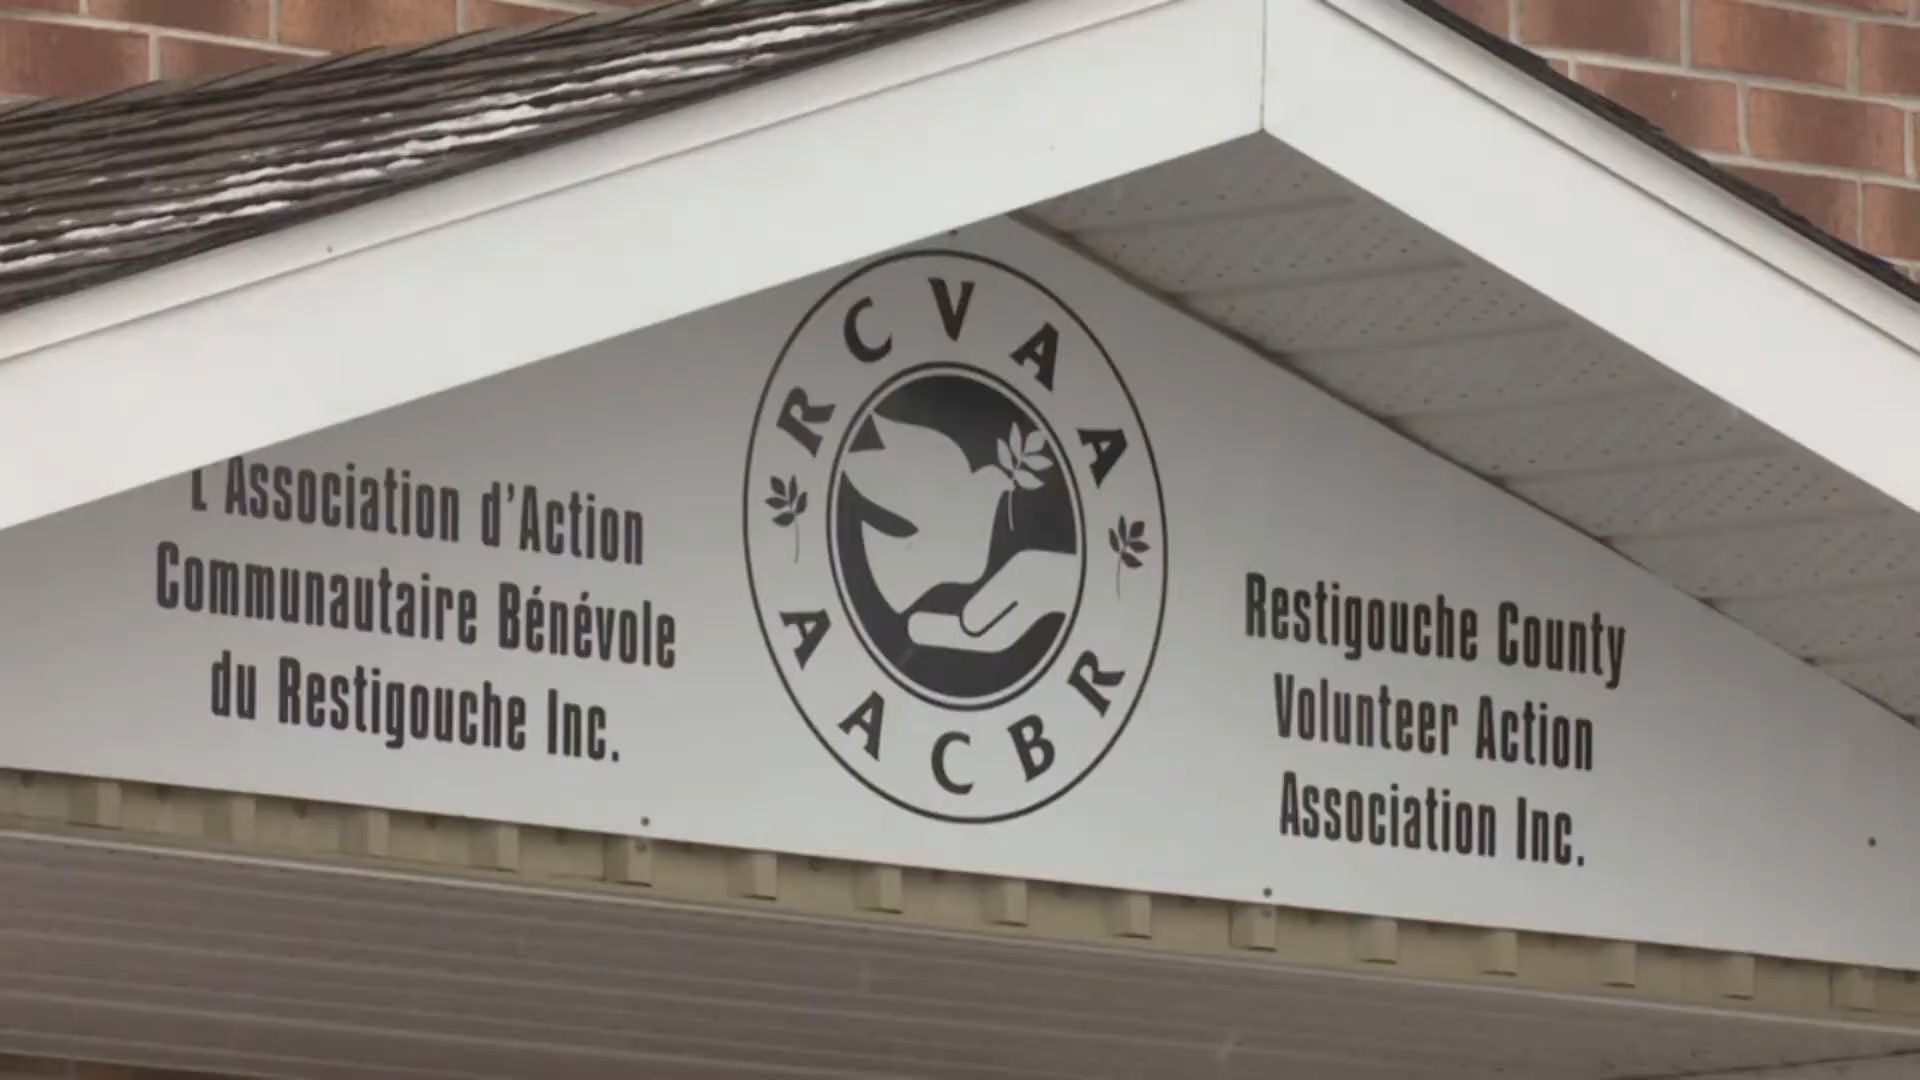 L'Association d'Action
Communautaire Bénévole
du Restigouche Inc.
RCVAA
AACBR
Restigouche County
Volunteer Action
Association Inc.